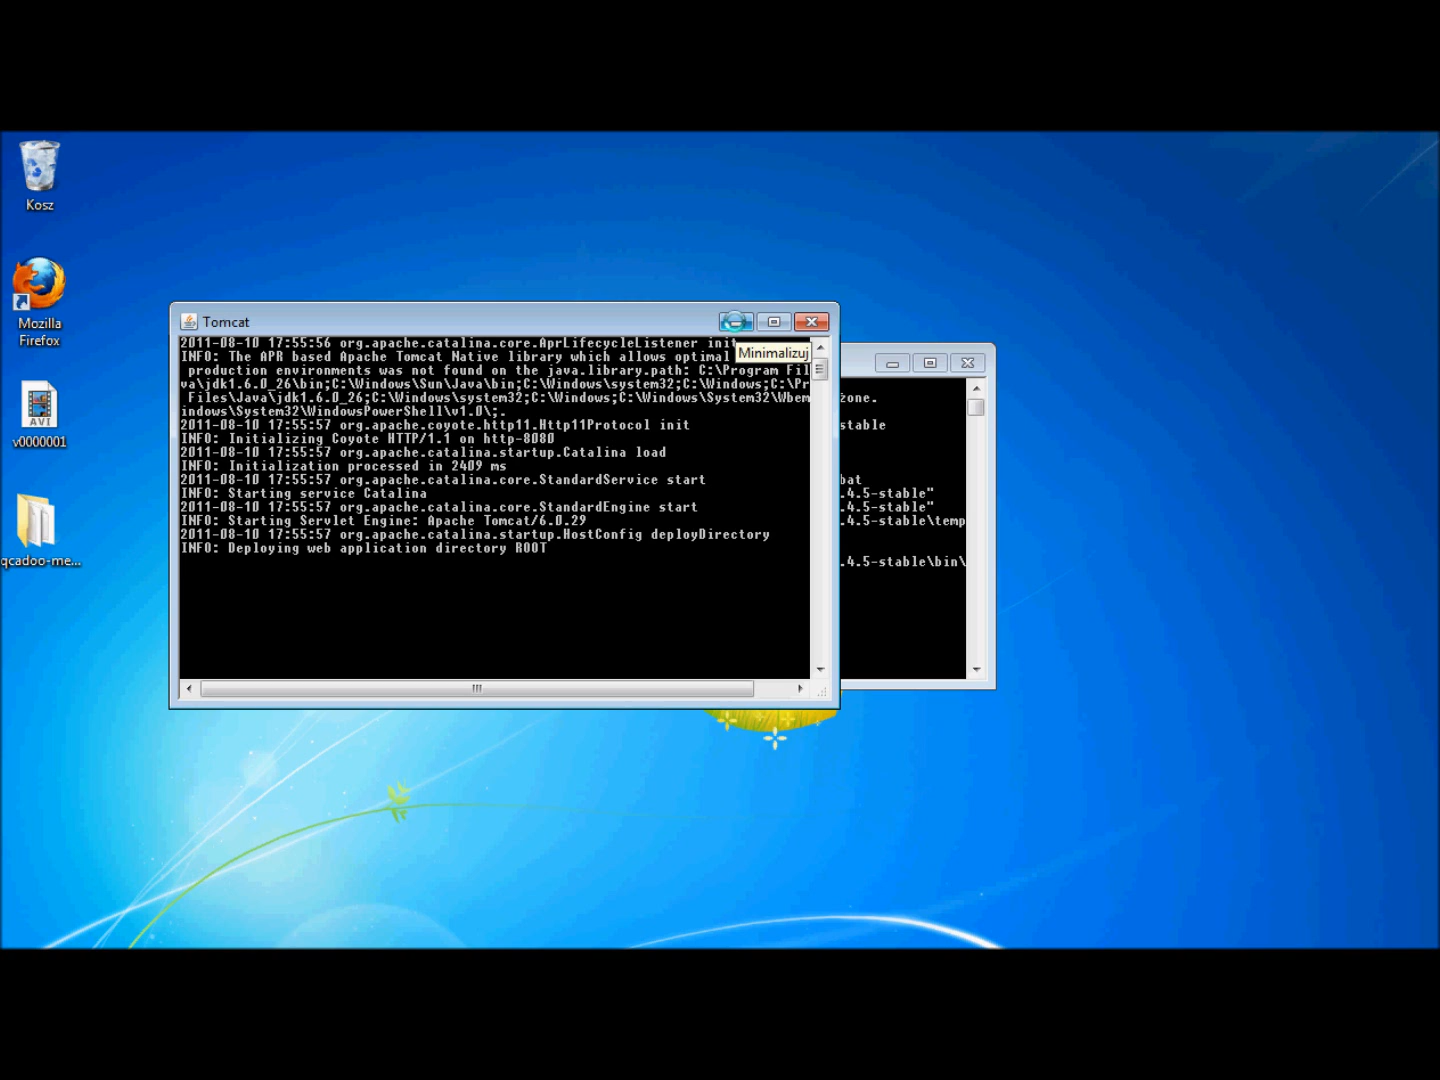 Kosz
Mozilla
Firefox
AVI
v0000001
qcadoo-me...
Tomcat
Minimalizuj
2011-08-10 17:55:56 org.apache.catalina.core.AprLifecycleListener init
INFO: The APR based Apache Tomcat Native library which allows optimal
production environments was not found on the java.library.path: C:\Program Fil
va\jdk1.6.0_26\bin;C:\Windows\Sun\Java\bin;C:\Windows\system32;C:\Windows;C:\Pr
Files\Java\jdk1.6.0_26;C:\Windows\system32;C:\Windows;C:\Windows\System32\Wbem
indows\System32\WindowsPowerShell\v1.0\;.
2011-08-10 17:55:57 org.apache.coyote.http11.Http11Protocol init
INFO: Initializing Coyote HTTP/1.1 on http-8080
2011-08-10 17:55:57 org.apache.catalina.startup.Catalina load
INFO: Initialization processed in 2409 ms
2011-08-10 17:55:57 org.apache.catalina.core.StandardService start
INFO: Starting service Catalina
2011-08-10 17:55:57 org.apache.catalina.core.StandardEngine start
INFO: Starting Servlet Engine: Apache Tomcat/6.0.29
2011-08-10 17:55:57 org.apache.catalina.startup.HostConfig deployDirectory
INFO: Deploying web application directory ROOT
żone.
stable
bat
.4.5-stable"
.4.5-stable"
.4.5-stable\temp
.4.5-stable\bin\